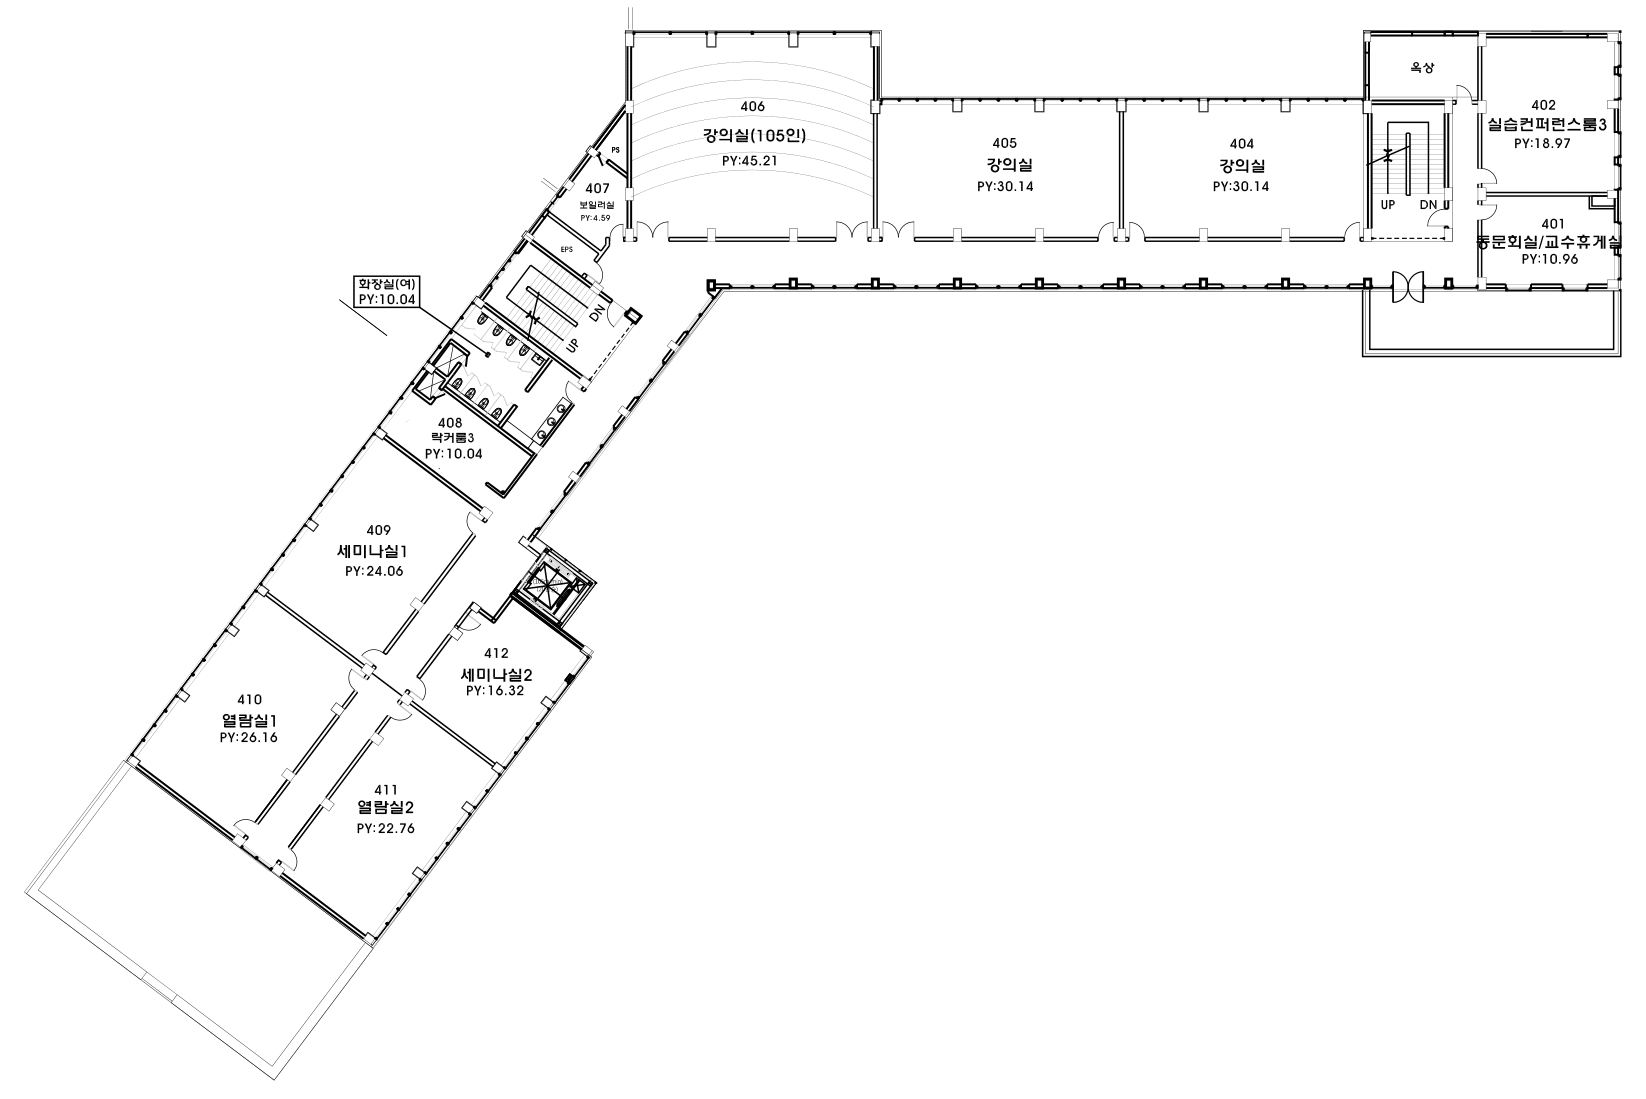 406
강의실(105인)
PY:45.21
405
강의실
PY:30.14
404
강의실
PY:30.14
옥상
402
실습컨퍼런스룸3
PY:18.97
UP
DN
401
동문회실/교수휴게실
PY:10.96
PS
407
보일러실
PY:4.59
EPS
UP
DN
UP
화장실(여)
PY:10.04
408
락커룸3
PY:10.04
409
세미나실1
PY:24.06
412
세미나실2
PY:16.32
410
열람실1
PY:26.16
411
열람실2
PY:22.76